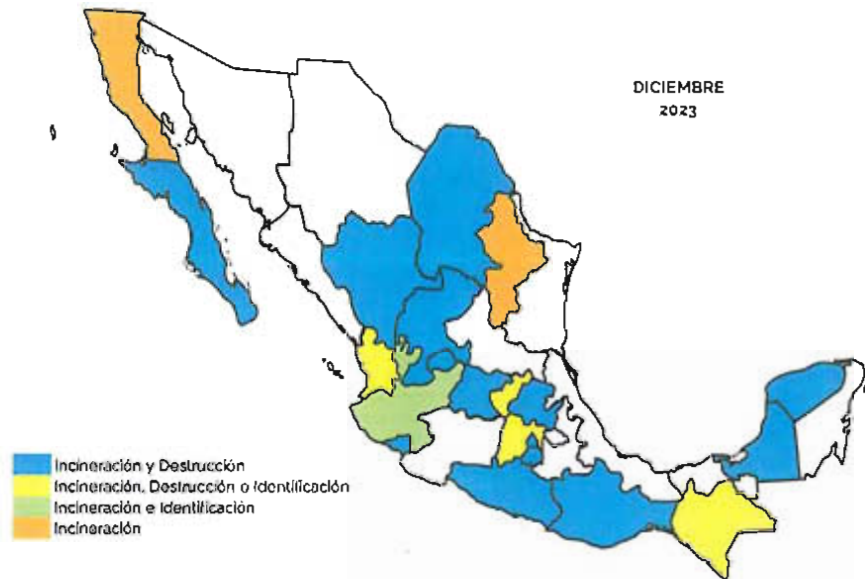 DICIEMBRE
2023
Incineración y Destrucción
Incineración, Destrucción o Identificación
Incineración e Identificación
Incineración